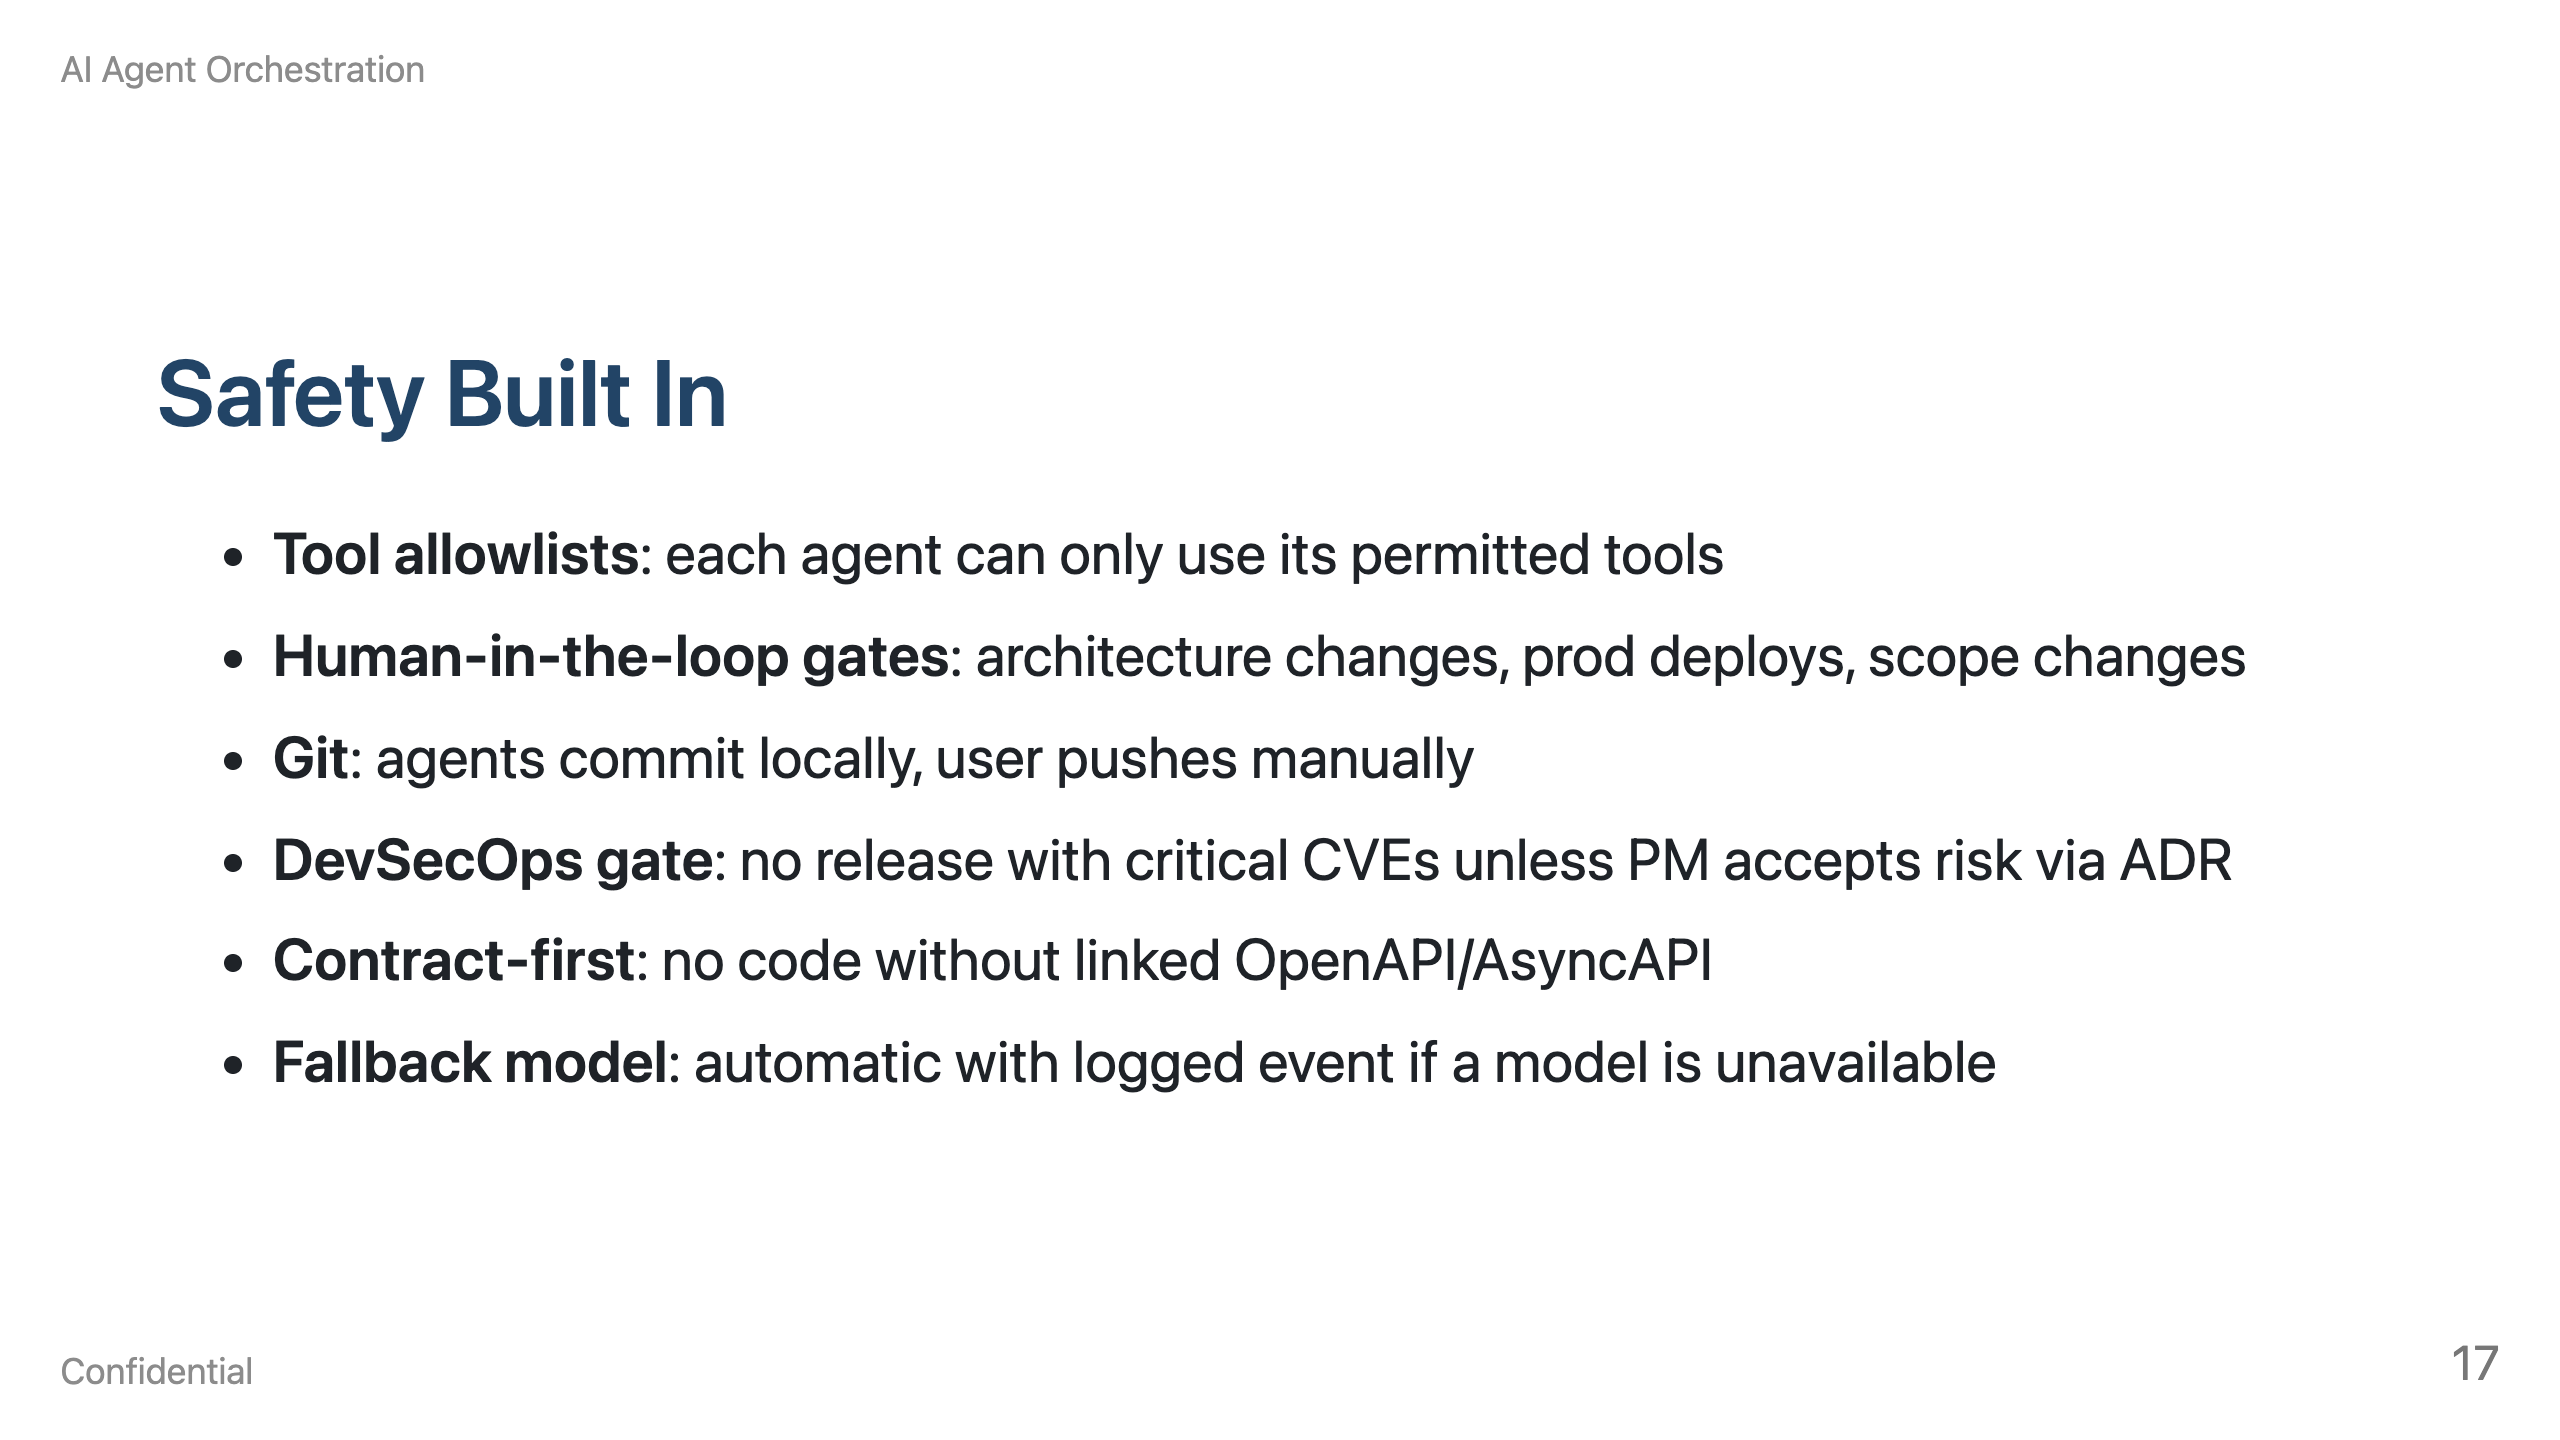 AI Agent Orchestration
Safety Built In
• Tool allowlists: each agent can only use its permitted tools
• Human-in-the-loop gates: architecture changes, prod deploys, scope changes
• Git: agents commit locally, user pushes manually
• DevSecOps gate: no release with critical CVEs unless PM accepts risk via ADR
• Contract-first: no code without linked OpenAPI/AsyncAPI
• Fallback model: automatic with logged event if a model is unavailable
Confidential
17